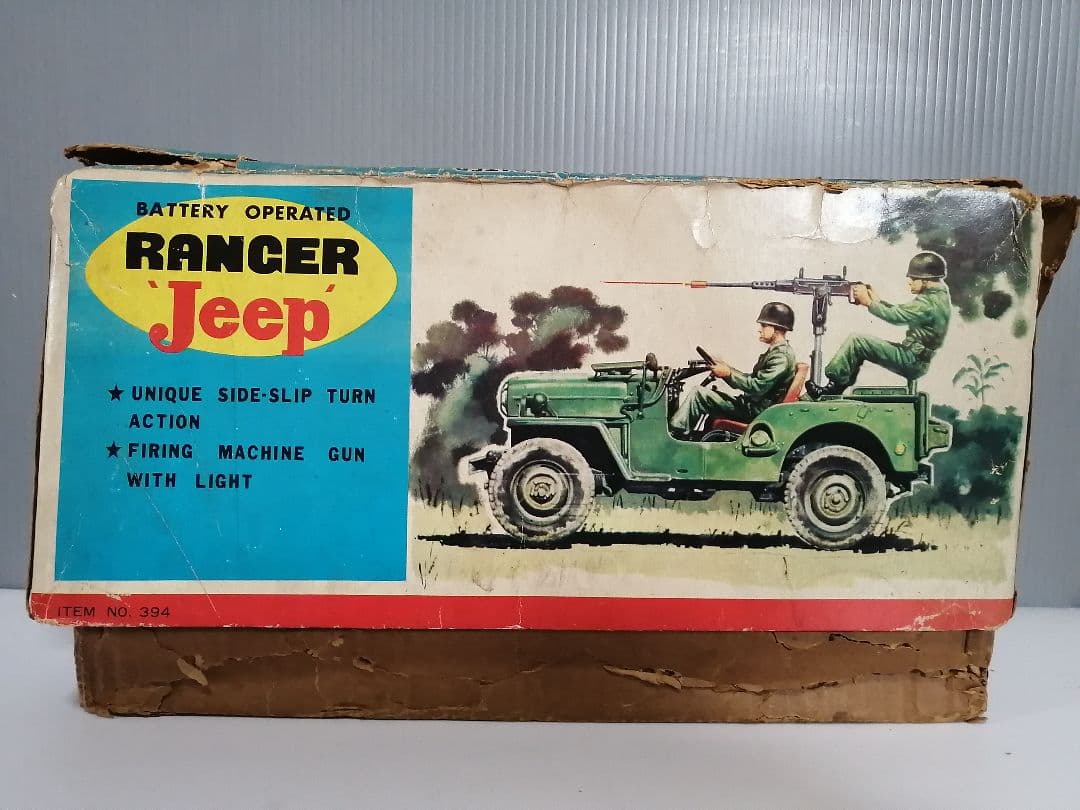 BATTERY OPERATED
RANGER
'Jeep'
★ UNIQUE SIDE-SLIP TURN
ACTION
★ FIRING MACHINE GUN
WITH LIGHT
ITEM NO. 394